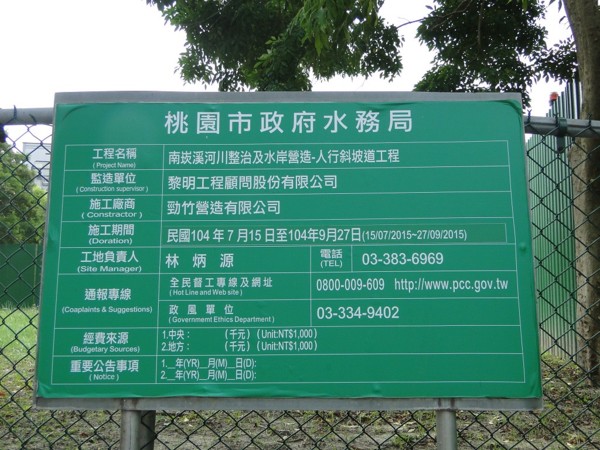 桃園市政府水務局
工程名稱
(Project Name)
南崁溪河川整治及水岸營造-人行斜坡道工程
監造單位
(Construction supervisor)
黎明工程顧問股份有限公司
施工廠商
(Constractor)
勁竹營造有限公司
施工期間
(Doration)
民國104年7月15日至104年9月27日(15/07/2015~27/09/2015)
工地負責人
(Site Manager)
林炳源
電話
(TEL)
03-383-6969
通報專線
(Coaplaints & Suggestions)
全民督工專線及網址
(Hot Line and Web site)
0800-009-609 http://www.pcc.gov.tw
政風單位
(Governmemt Ethics Department)
03-334-9402
經費來源
(Budgetary Sources)
1.中央： (千元) (Unit:NT$1,000)
2.地方： (千元) (Unit:NT$1,000)
重要公告事項
(Notice)
1.__年(YR)__月(M)__日(D):
2.__年(YR)__月(M)__日(D):